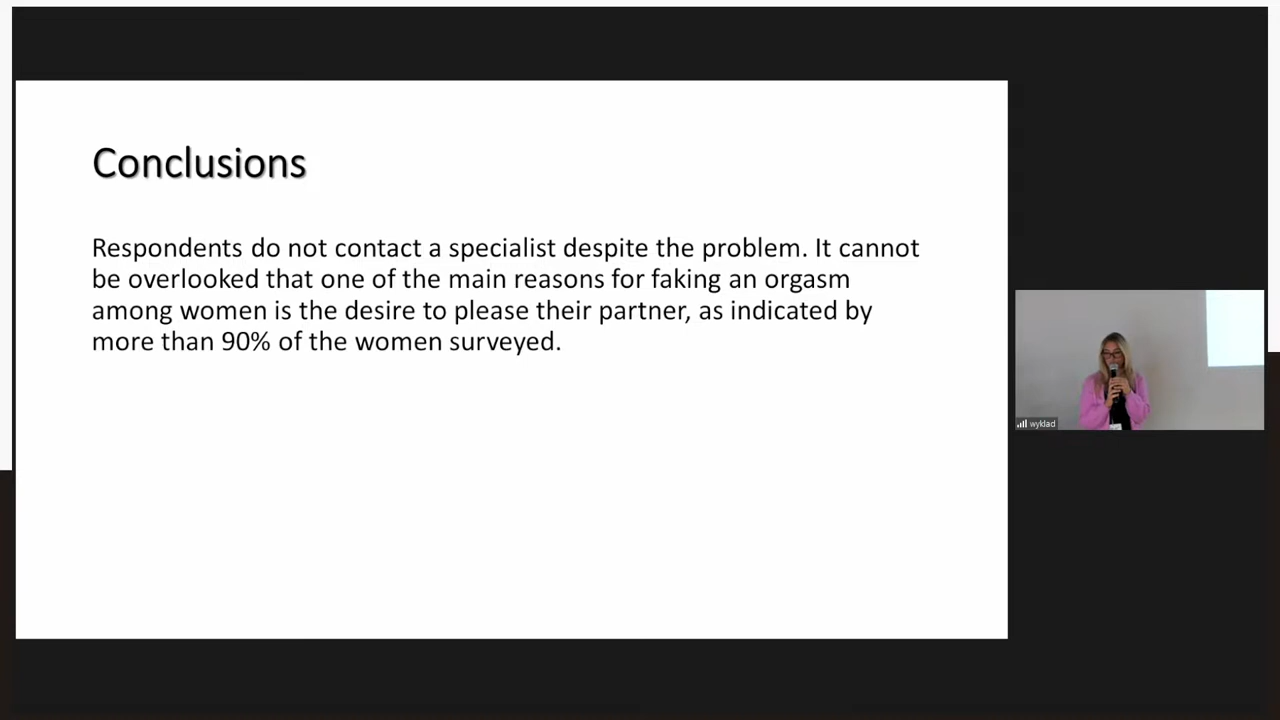 Conclusions
Respondents do not contact a specialist despite the problem. It cannot
be overlooked that one of the main reasons for faking an orgasm
among women is the desire to please their partner, as indicated by
more than 90% of the women surveyed.
wyklad